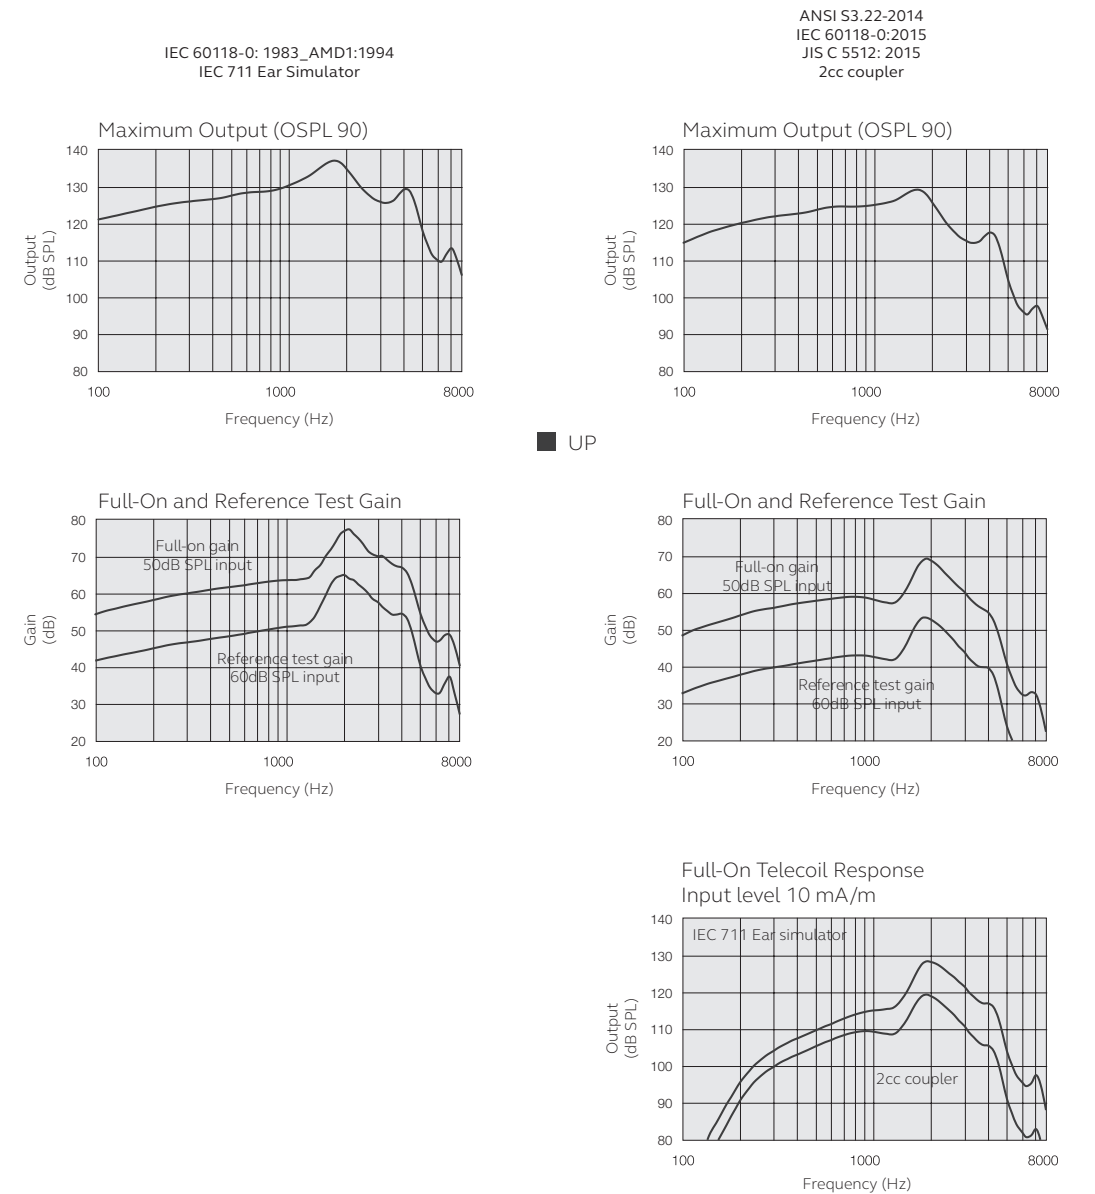 IEC 60118-0: 1983_AMD1:1994
IEC 711 Ear Simulator
ANSI S3.22-2014
IEC 60118-0:2015
JIS C 5512: 2015
2cc coupler
Maximum Output (OSPL 90)
140
130
120
110
100
90
80
Output
(dB SPL)
100
1000
8000
Frequency (Hz)
Maximum Output (OSPL 90)
140
130
120
110
100
90
80
Output
(dB SPL)
100
1000
8000
Frequency (Hz)
UP
Full-On and Reference Test Gain
80
70
60
50
40
30
20
Gain
(dB)
Full-on gain
50dB SPL input
Reference test gain
60dB SPL input
100
1000
8000
Frequency (Hz)
Full-On and Reference Test Gain
80
70
60
50
40
30
20
Gain
(dB)
Full-on gain
50dB SPL input
Reference test gain
60dB SPL input
100
1000
8000
Frequency (Hz)
Full-On Telecoil Response
Input level 10 mA/m
140
130
120
110
100
90
80
Output
(dB SPL)
IEC 711 Ear simulator
2cc coupler
100
1000
8000
Frequency (Hz)